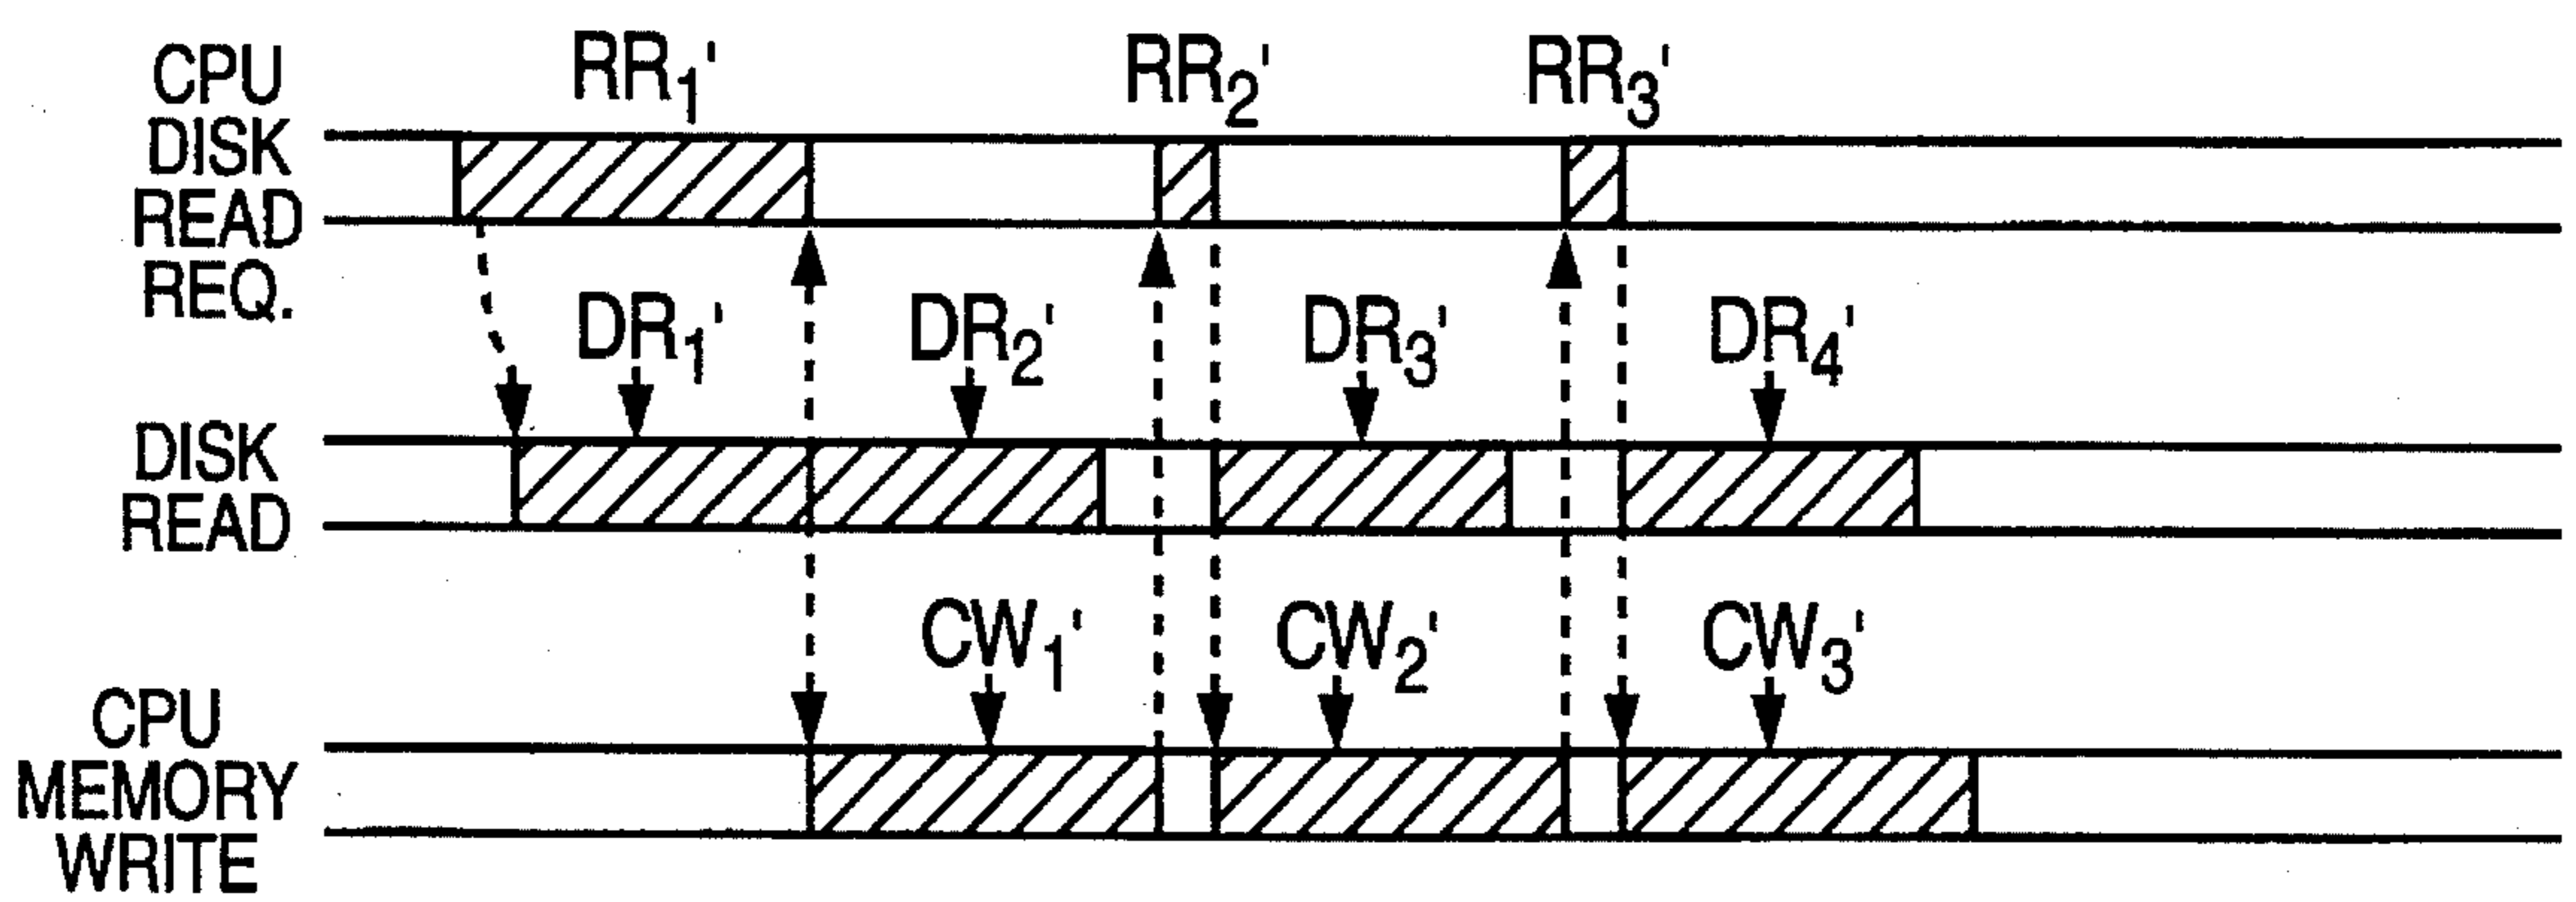 RR₁' RR₂' RR₃'
CPU
DISK
READ
REQ.
DR₁' DR₂' DR₃' DR₄'
DISK
READ
CW₁' CW₂' CW₃'
CPU
MEMORY
WRITE